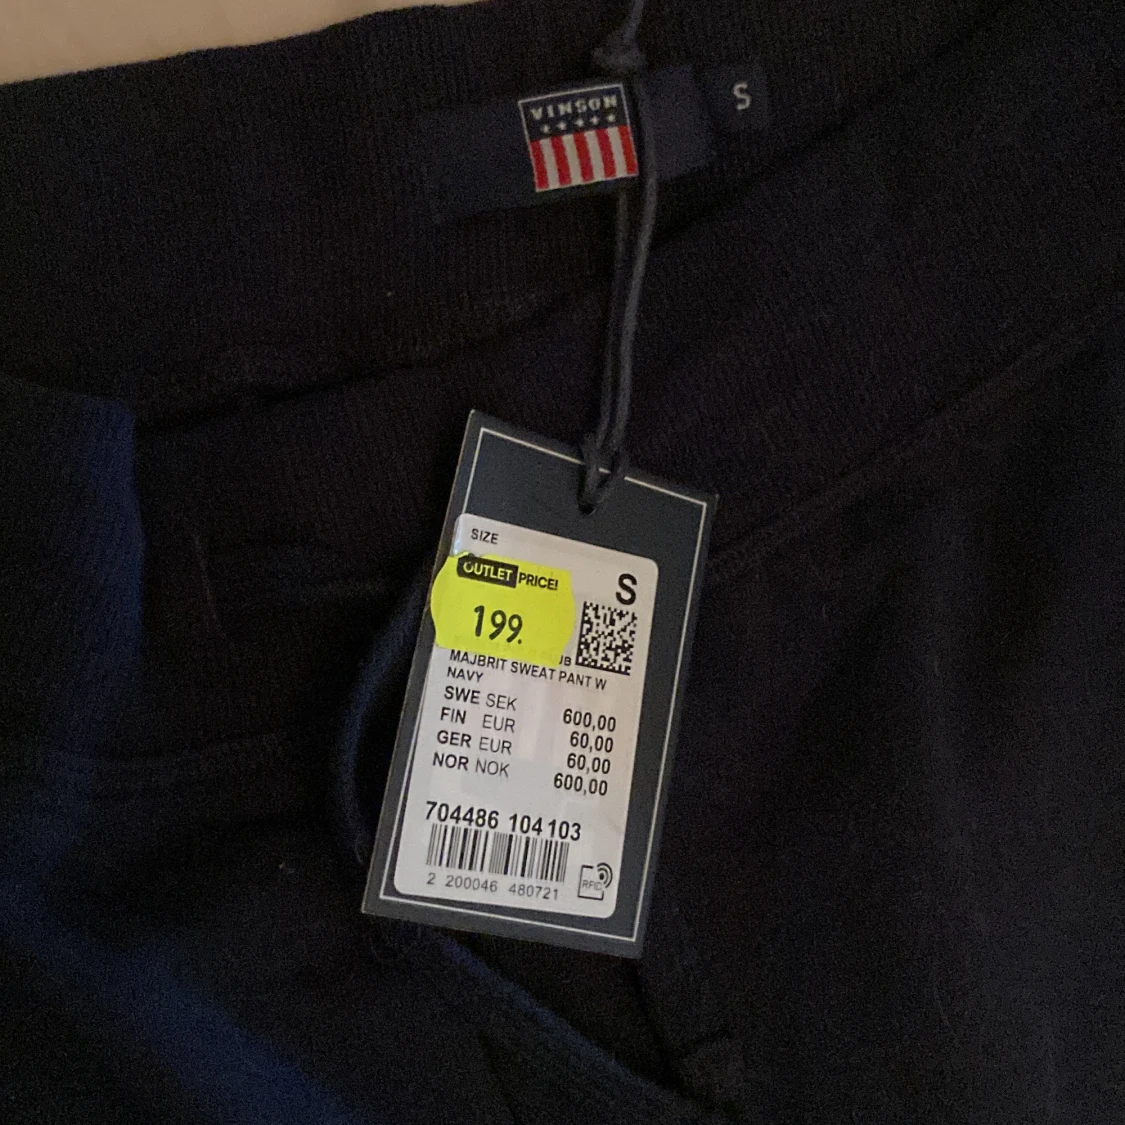 VINSON
S
SIZE
OUTLET PRICE!
S
199.
MAJBRIT SWEAT PANT W
NAVY
SWE SEK 600,00
FIN EUR 60,00
GER EUR 60,00
NOR NOK 600,00
704486 104103
2 200046 480721
RFID